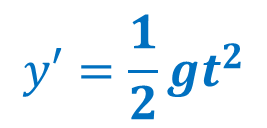 y′ = 1/2 gt²